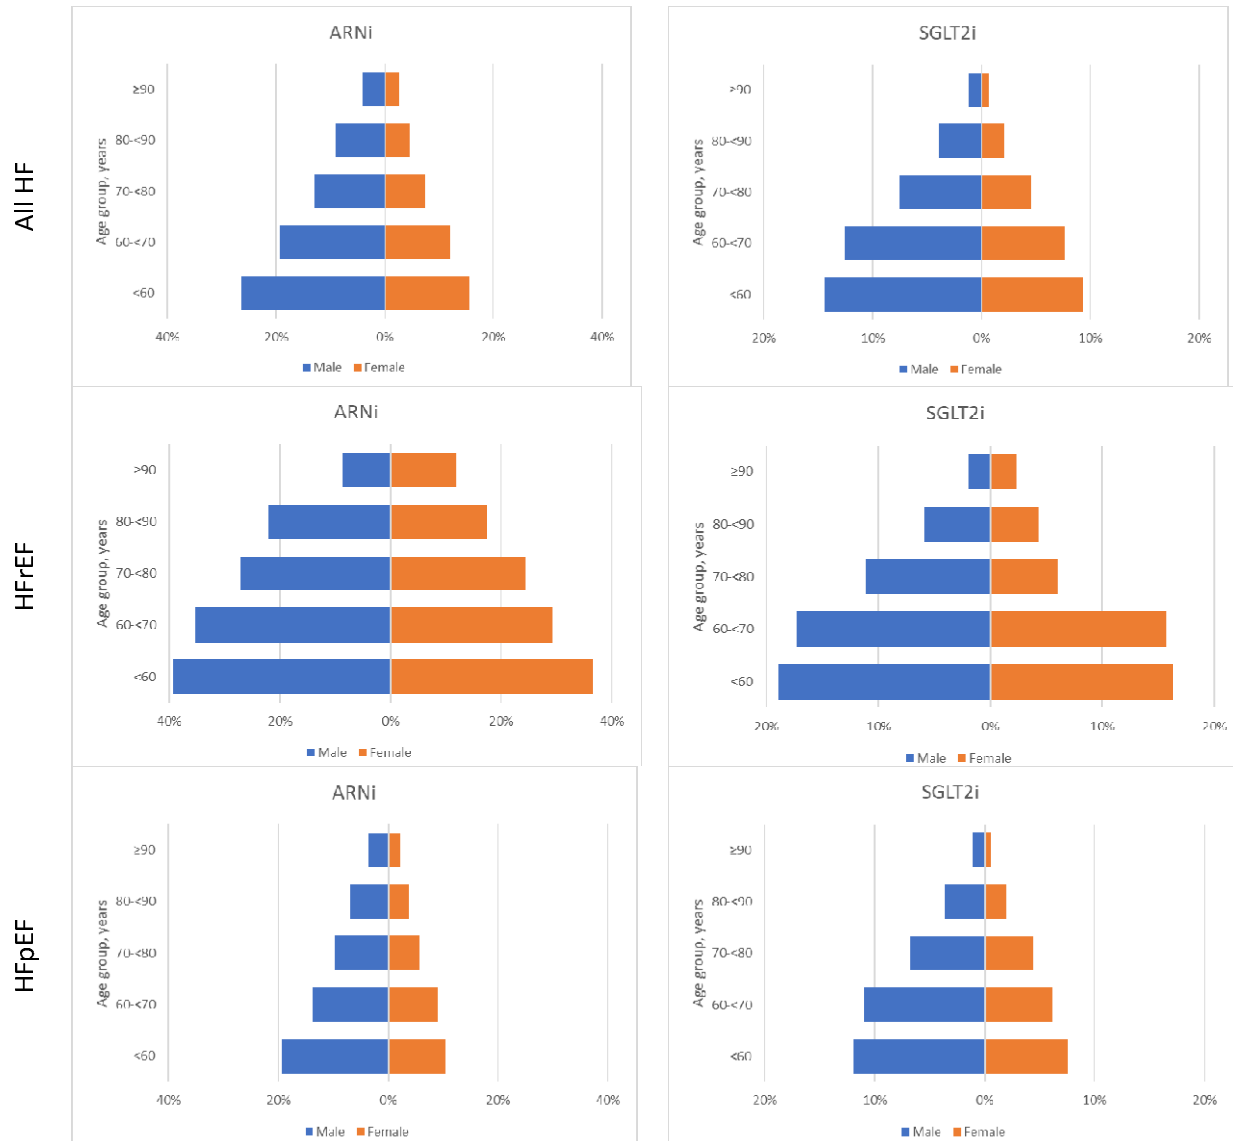 All HF
ARNi
Age group, years
≥90
80-<90
70-<80
60-<70
<60
40% 20% 0% 20% 40%
Male Female
SGLT2i
Age group, years
≥90
80-<90
70-<80
60-<70
<60
20% 10% 0% 10% 20%
Male Female
HFrEF
ARNi
Age group, years
≥90
80-<90
70-<80
60-<70
<60
40% 20% 0% 20% 40%
Male Female
SGLT2i
Age group, years
≥90
80-<90
70-<80
60-<70
<60
20% 10% 0% 10% 20%
Male Female
HFpEF
ARNi
Age group, years
≥90
80-<90
70-<80
60-<70
<60
40% 20% 0% 20% 40%
Male Female
SGLT2i
Age group, years
≥90
80-<90
70-<80
60-<70
<60
20% 10% 0% 10% 20%
Male Female